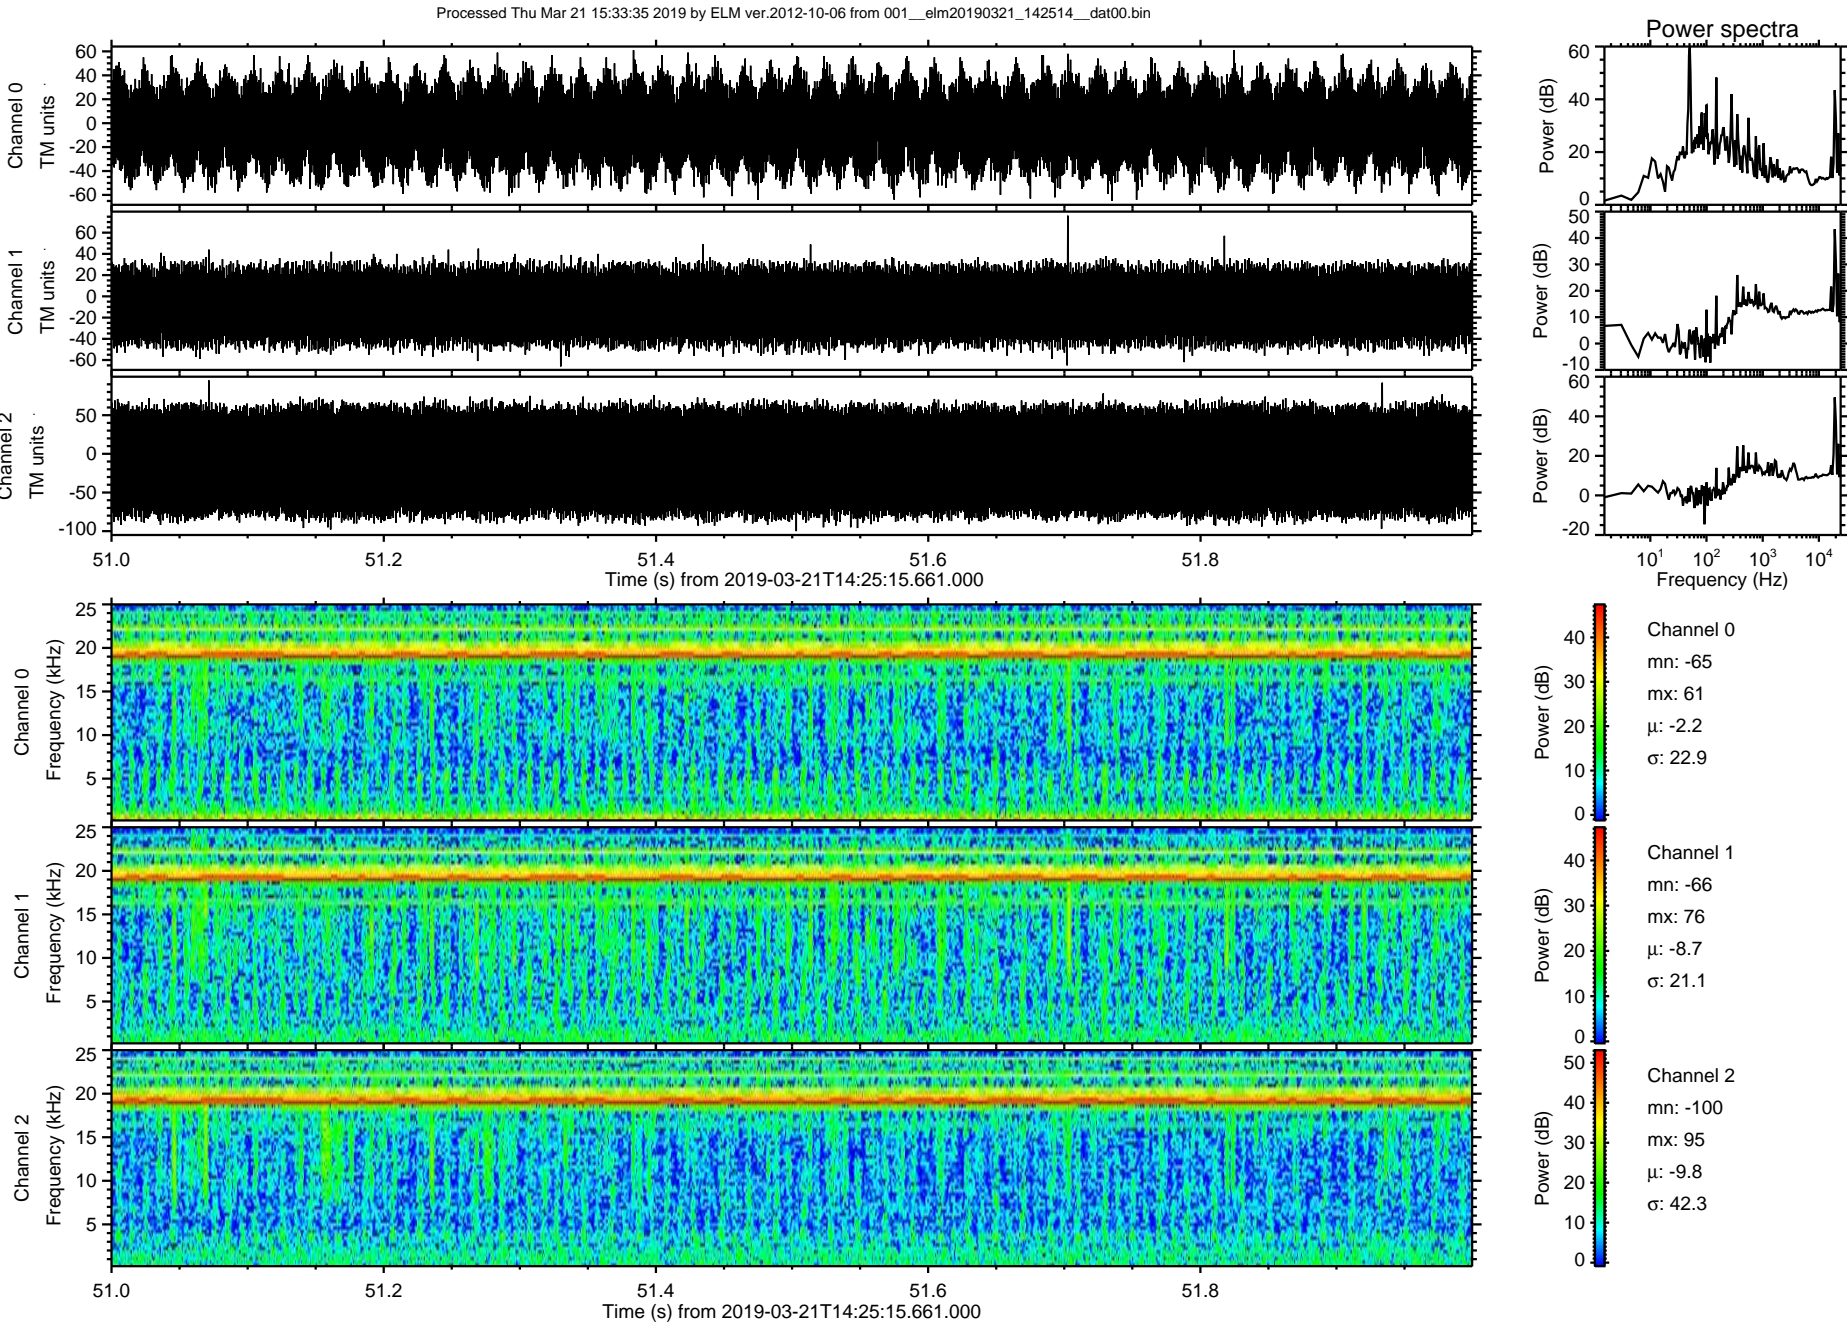 Processed Thu Mar 21 15:33:35 2019 by ELM ver.2012-10-06 from 001__elm20190321_142514__dat00.bin
Power spectra
Channel 0
TM units
60
40
20
0
-20
-40
-60
Power (dB)
60
40
20
0
Channel 1
TM units
60
40
20
0
-20
-40
-60
Power (dB)
50
40
30
20
10
0
-10
Channel 2
TM units
50
0
-50
-100
Power (dB)
60
40
20
0
-20
51.0 51.2 51.4 51.6 51.8
Time (s) from 2019-03-21T14:25:15.661.000
10¹ 10² 10³ 10⁴
Frequency (Hz)
Channel 0
Frequency (kHz)
25
20
15
10
5
Power (dB)
40
30
20
10
0
Channel 0
mn: -65
mx: 61
µ: -2.2
σ: 22.9
Channel 1
Frequency (kHz)
25
20
15
10
5
Power (dB)
40
30
20
10
0
Channel 1
mn: -66
mx: 76
µ: -8.7
σ: 21.1
Channel 2
Frequency (kHz)
25
20
15
10
5
Power (dB)
50
40
30
20
10
0
Channel 2
mn: -100
mx: 95
µ: -9.8
σ: 42.3
51.0 51.2 51.4 51.6 51.8
Time (s) from 2019-03-21T14:25:15.661.000